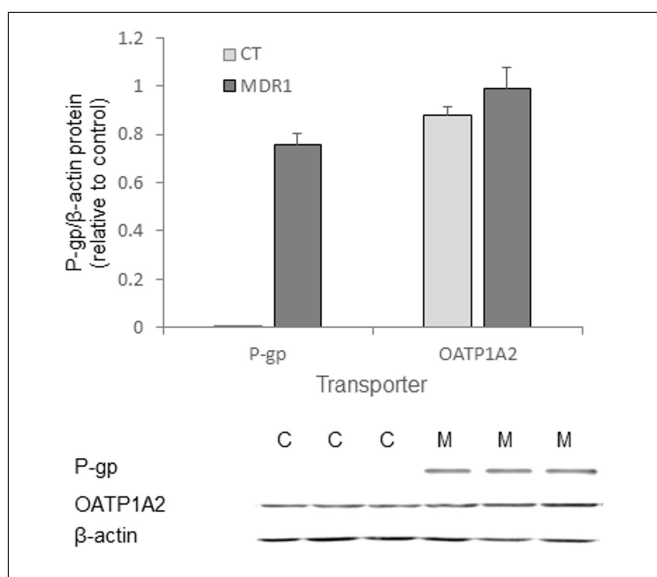 1.2
1
0.8
0.6
0.4
0.2
0
P-gp/β-actin protein
(relative to control)
CT
MDR1
P-gp OATP1A2
Transporter
C C C M M M
P-gp
OATP1A2
β-actin